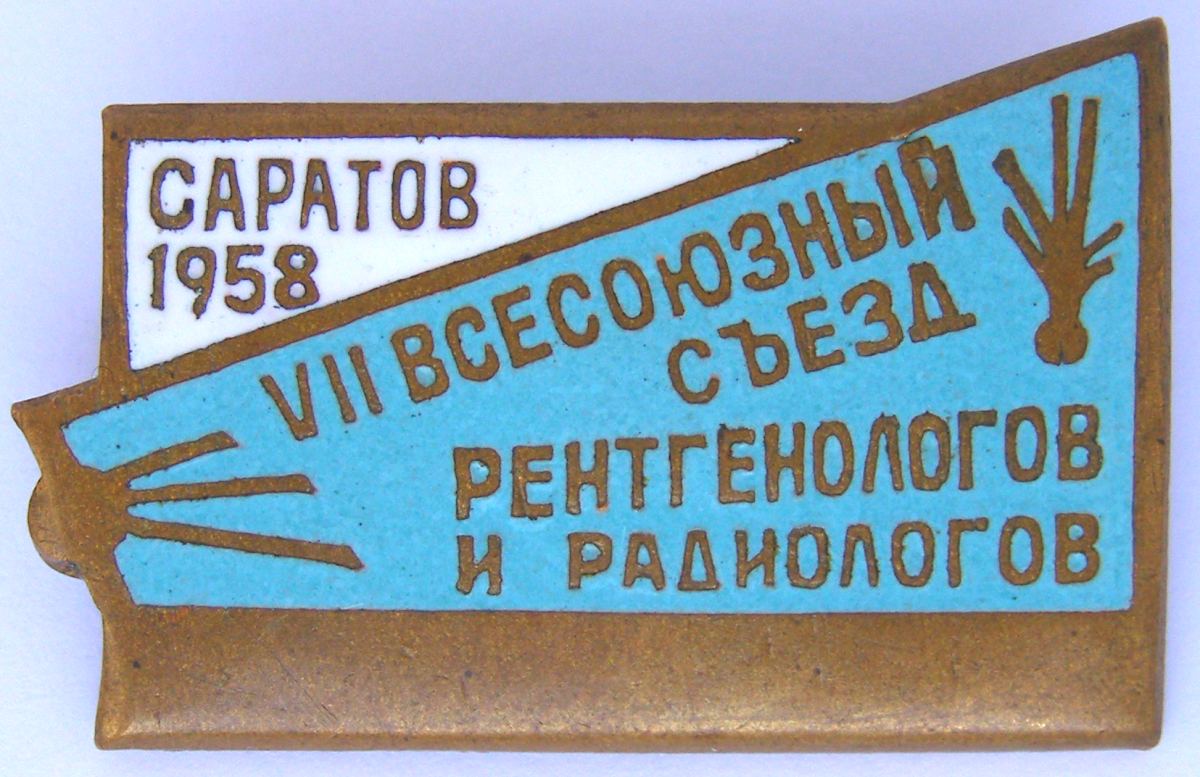 САРАТОВ
1958
VII ВСЕСОЮЗНЫЙ
СЪЕЗД
РЕНТГЕНОЛОГОВ
И РАДИОЛОГОВ